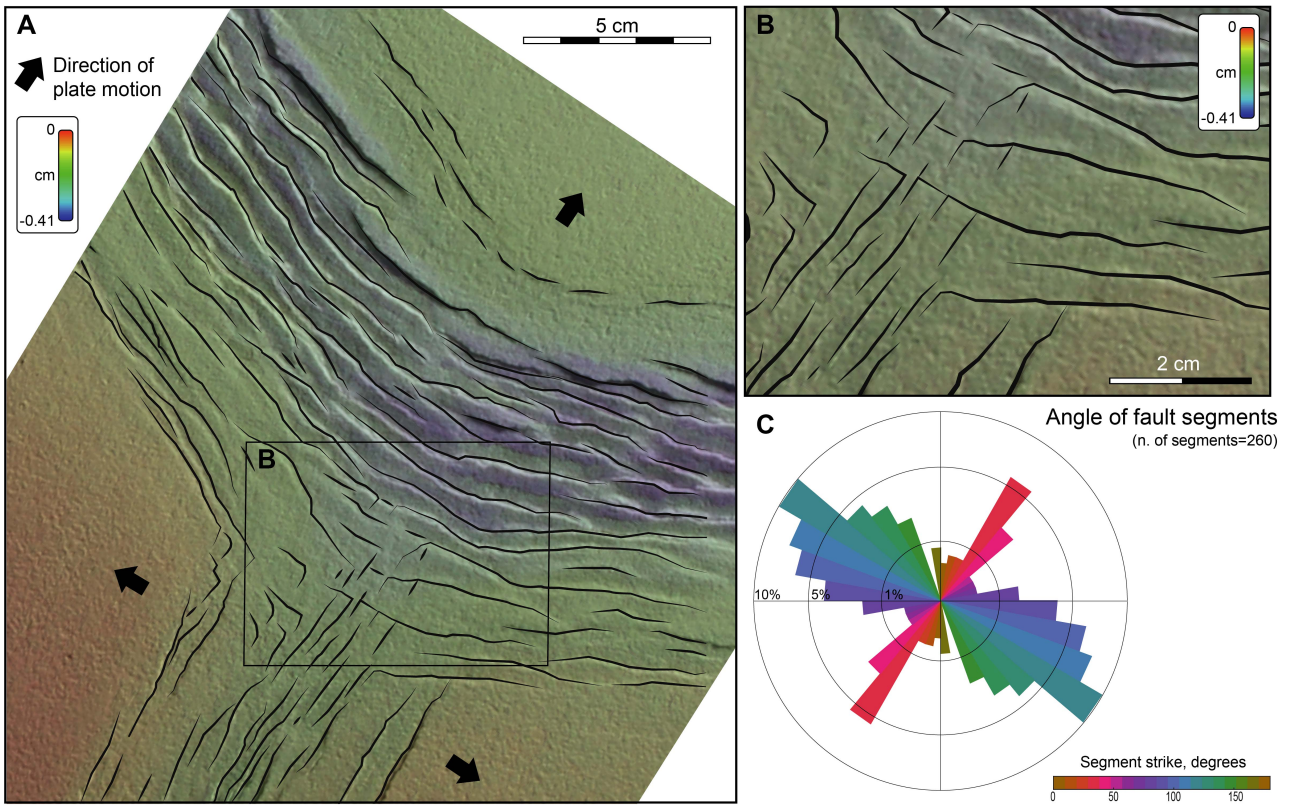 A
5 cm
Direction of
plate motion
0
cm
-0.41
B
B
0
cm
-0.41
2 cm
C
Angle of fault segments
(n. of segments=260)
10%
5%
1%
Segment strike, degrees
0
50
100
150